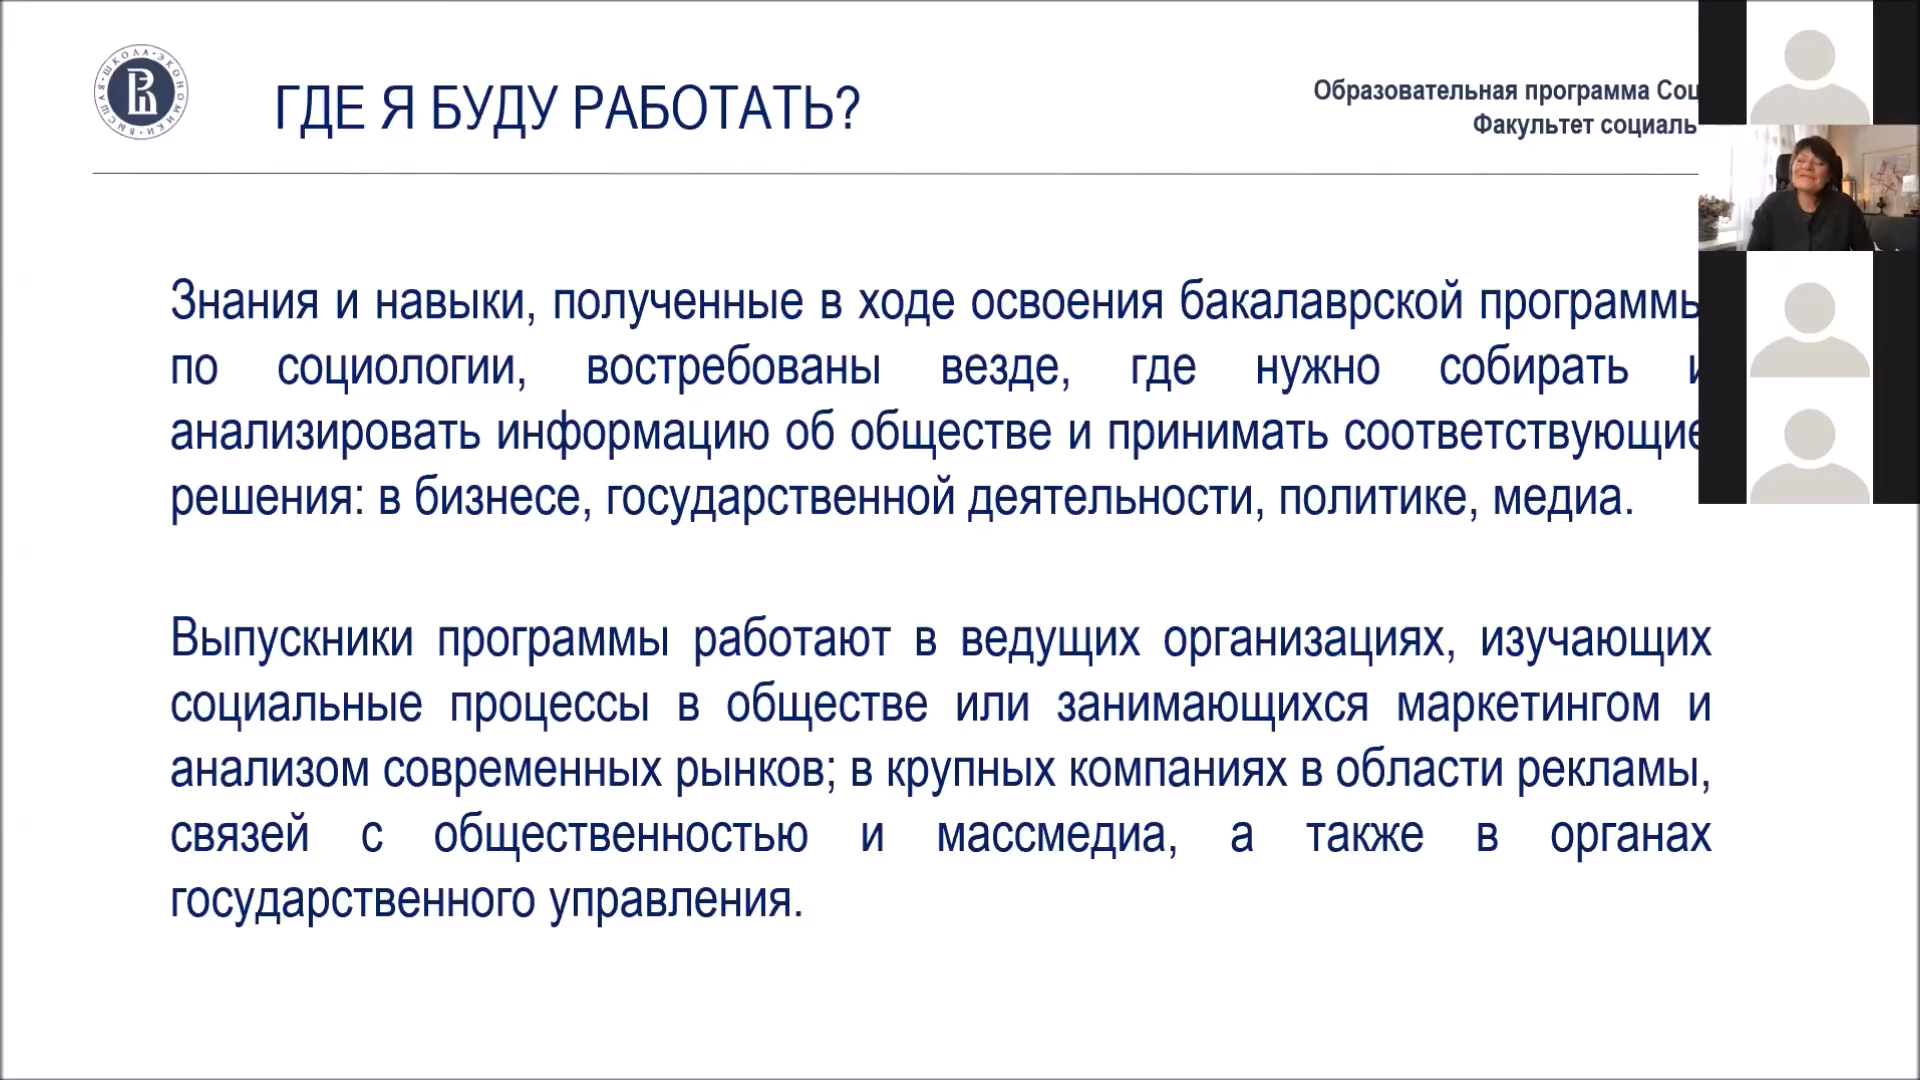 ВЫСШАЯ ШКОЛА ЭКОНОМИКИ
ГДЕ Я БУДУ РАБОТАТЬ?
Образовательная программа
Факультет
Знания и навыки, полученные в ходе освоения бакалаврской программы
по социологии, востребованы везде, где нужно собирать и
анализировать информацию об обществе и принимать соответствующие
решения: в бизнесе, государственной деятельности, политике, медиа.
Выпускники программы работают в ведущих организациях, изучающих
социальные процессы в обществе или занимающихся маркетингом и
анализом современных рынков; в крупных компаниях в области рекламы,
связей с общественностью и массмедиа, а также в органах
государственного управления.